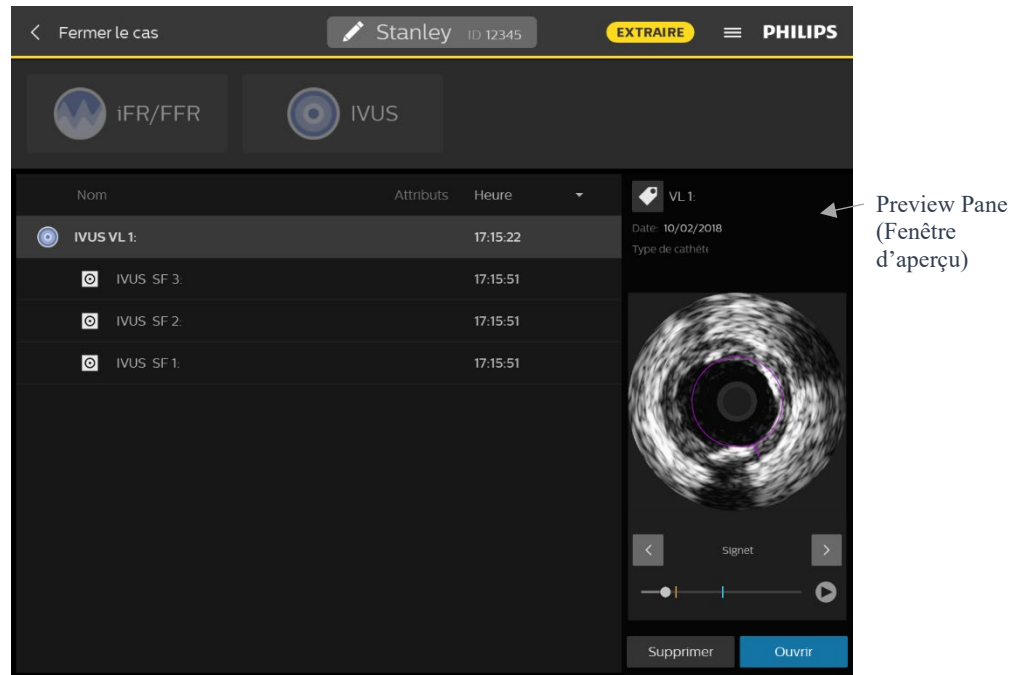 Fermer le cas
Stanley ID 12345
EXTRAIRE
PHILIPS
iFR/FFR
IVUS
Nom Attributs Heure
IVUS VL 1: 17:15:22
IVUS SF 3: 17:15:51
IVUS SF 2: 17:15:51
IVUS SF 1: 17:15:51
VL 1:
Date: 10/02/2018
Type de cathéte
Signet
Supprimer
Ouvrir
Preview Pane
(Fenêtre
d’aperçu)